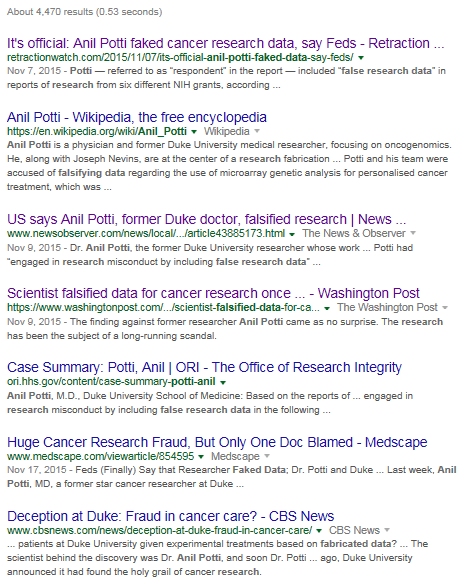 About 4,470 results (0.53 seconds)
It's official: Anil Potti faked cancer research data, say Feds - Retraction ...
retractionwatch.com/2015/11/07/its-official-anil-potti-faked-data-say-feds/
Nov 7, 2015 - Potti — referred to as “respondent” in the report — included “false research data” in
reports of research from six different NIH grants, according ...
Anil Potti - Wikipedia, the free encyclopedia
https://en.wikipedia.org/wiki/Anil_Potti Wikipedia
Anil Potti is a physician and former Duke University medical researcher, focusing on oncogenomics.
He, along with Joseph Nevins, are at the center of a research fabrication ... Potti and his team were
accused of falsifying data regarding the use of microarray genetic analysis for personalised cancer
treatment, which was ...
US says Anil Potti, former Duke doctor, falsified research | News ...
www.newsobserver.com/news/local/.../article43885173.html The News & Observer
Nov 9, 2015 - Dr. Anil Potti, the former Duke University researcher whose work ... Potti had
“engaged in research misconduct by including false research data” ...
Scientist falsified data for cancer research once ... - Washington Post
https://www.washingtonpost.com/.../scientist-falsified-data-for-ca... The Washington Post
Nov 9, 2015 - The finding against former researcher Anil Potti came as no surprise. The research
has been the subject of a long-running scandal.
Case Summary: Potti, Anil | ORI - The Office of Research Integrity
ori.hhs.gov/content/case-summary-potti-anil
Anil Potti, M.D., Duke University School of Medicine: Based on the reports of ... engaged in
research misconduct by including false research data in the following ...
Huge Cancer Research Fraud, But Only One Doc Blamed - Medscape
www.medscape.com/viewarticle/854595 Medscape
Nov 17, 2015 - Feds (Finally) Say that Researcher Faked Data; Dr. Potti and Duke ... Last week, Anil
Potti, MD, a former star cancer researcher at Duke ...
Deception at Duke: Fraud in cancer care? - CBS News
www.cbsnews.com/news/deception-at-duke-fraud-in-cancer-care/ CBS News
... patients at Duke University given experimental treatments based on fabricated data? ... The
scientist behind the discovery was Dr. Anil Potti, and soon Dr. Potti ... ago, Duke University
announced it had found the holy grail of cancer research.